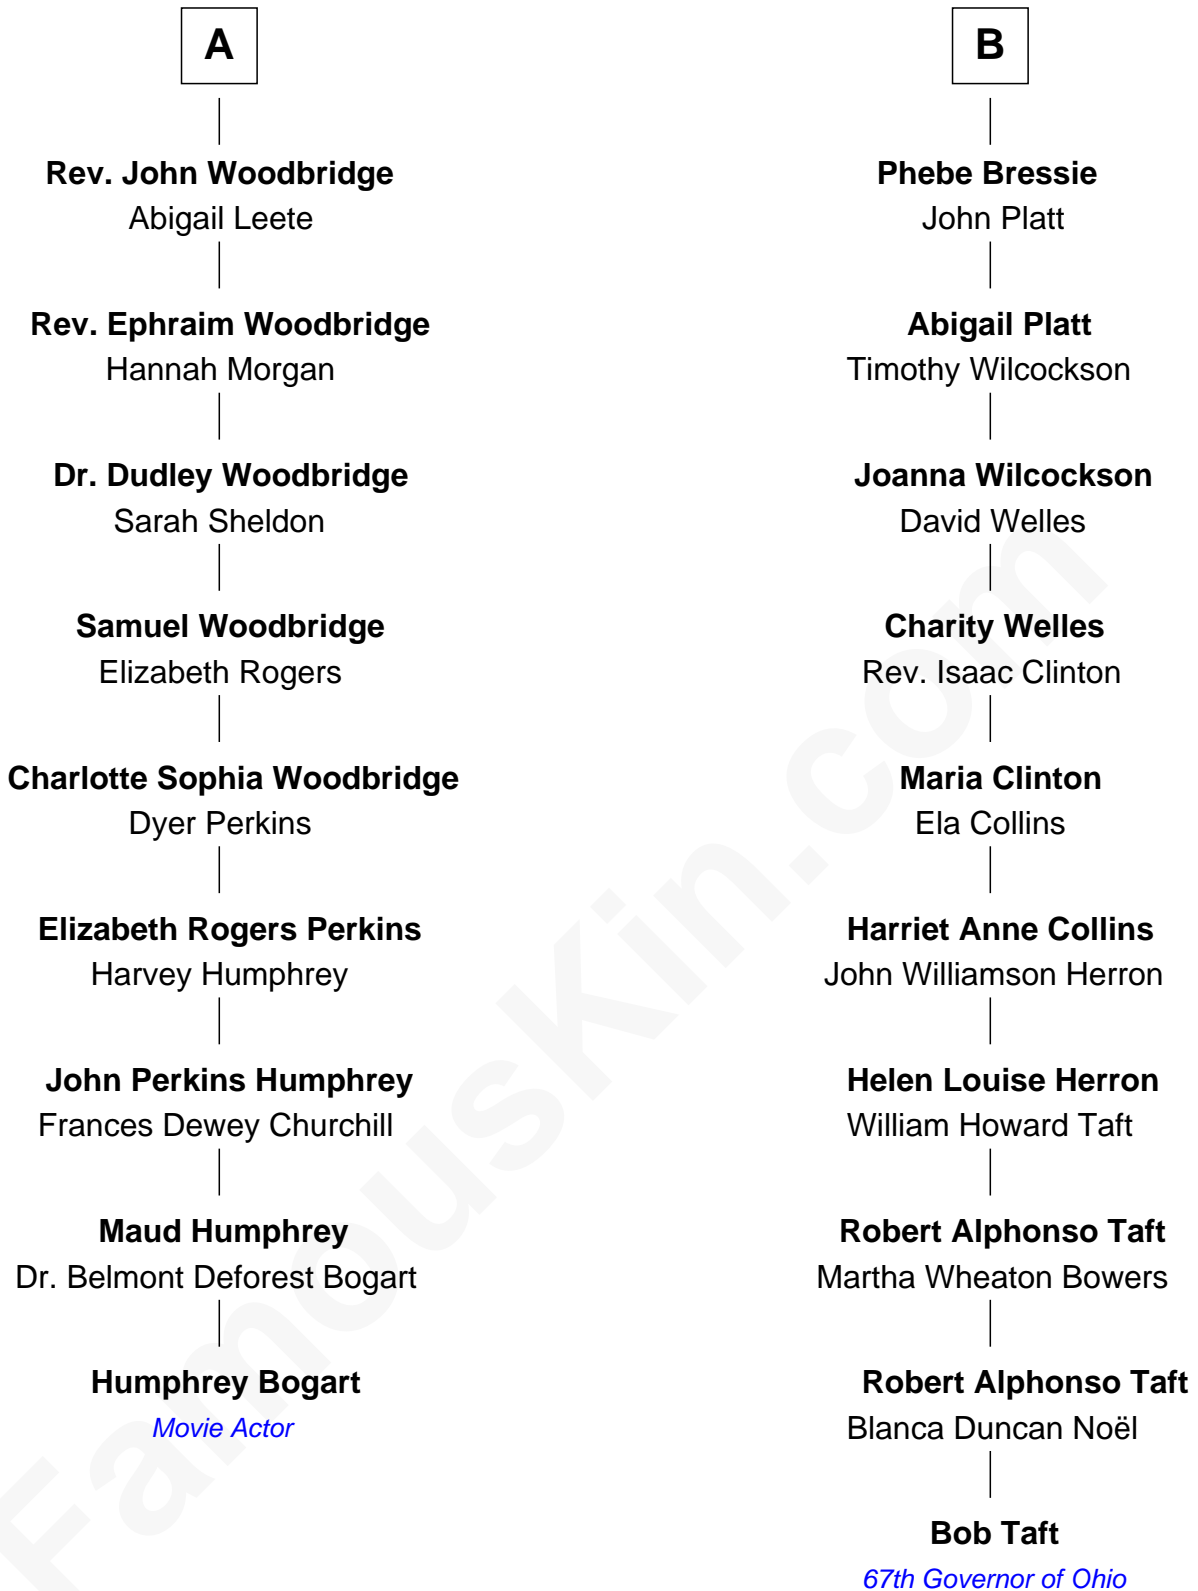 A
Rev. John Woodbridge
Abigail Leete
Rev. Ephraim Woodbridge
Hannah Morgan
Dr. Dudley Woodbridge
Sarah Sheldon
Samuel Woodbridge
Elizabeth Rogers
Charlotte Sophia Woodbridge
Dyer Perkins
Elizabeth Rogers Perkins
Harvey Humphrey
John Perkins Humphrey
Frances Dewey Churchill
Maud Humphrey
Dr. Belmont Deforest Bogart
Humphrey Bogart
Movie Actor
B
Phebe Bressie
John Platt
Abigail Platt
Timothy Wilcockson
Joanna Wilcockson
David Welles
Charity Welles
Rev. Isaac Clinton
Maria Clinton
Ela Collins
Harriet Anne Collins
John Williamson Herron
Helen Louise Herron
William Howard Taft
Robert Alphonso Taft
Martha Wheaton Bowers
Robert Alphonso Taft
Blanca Duncan Noël
Bob Taft
67th Governor of Ohio
FamousKin.com